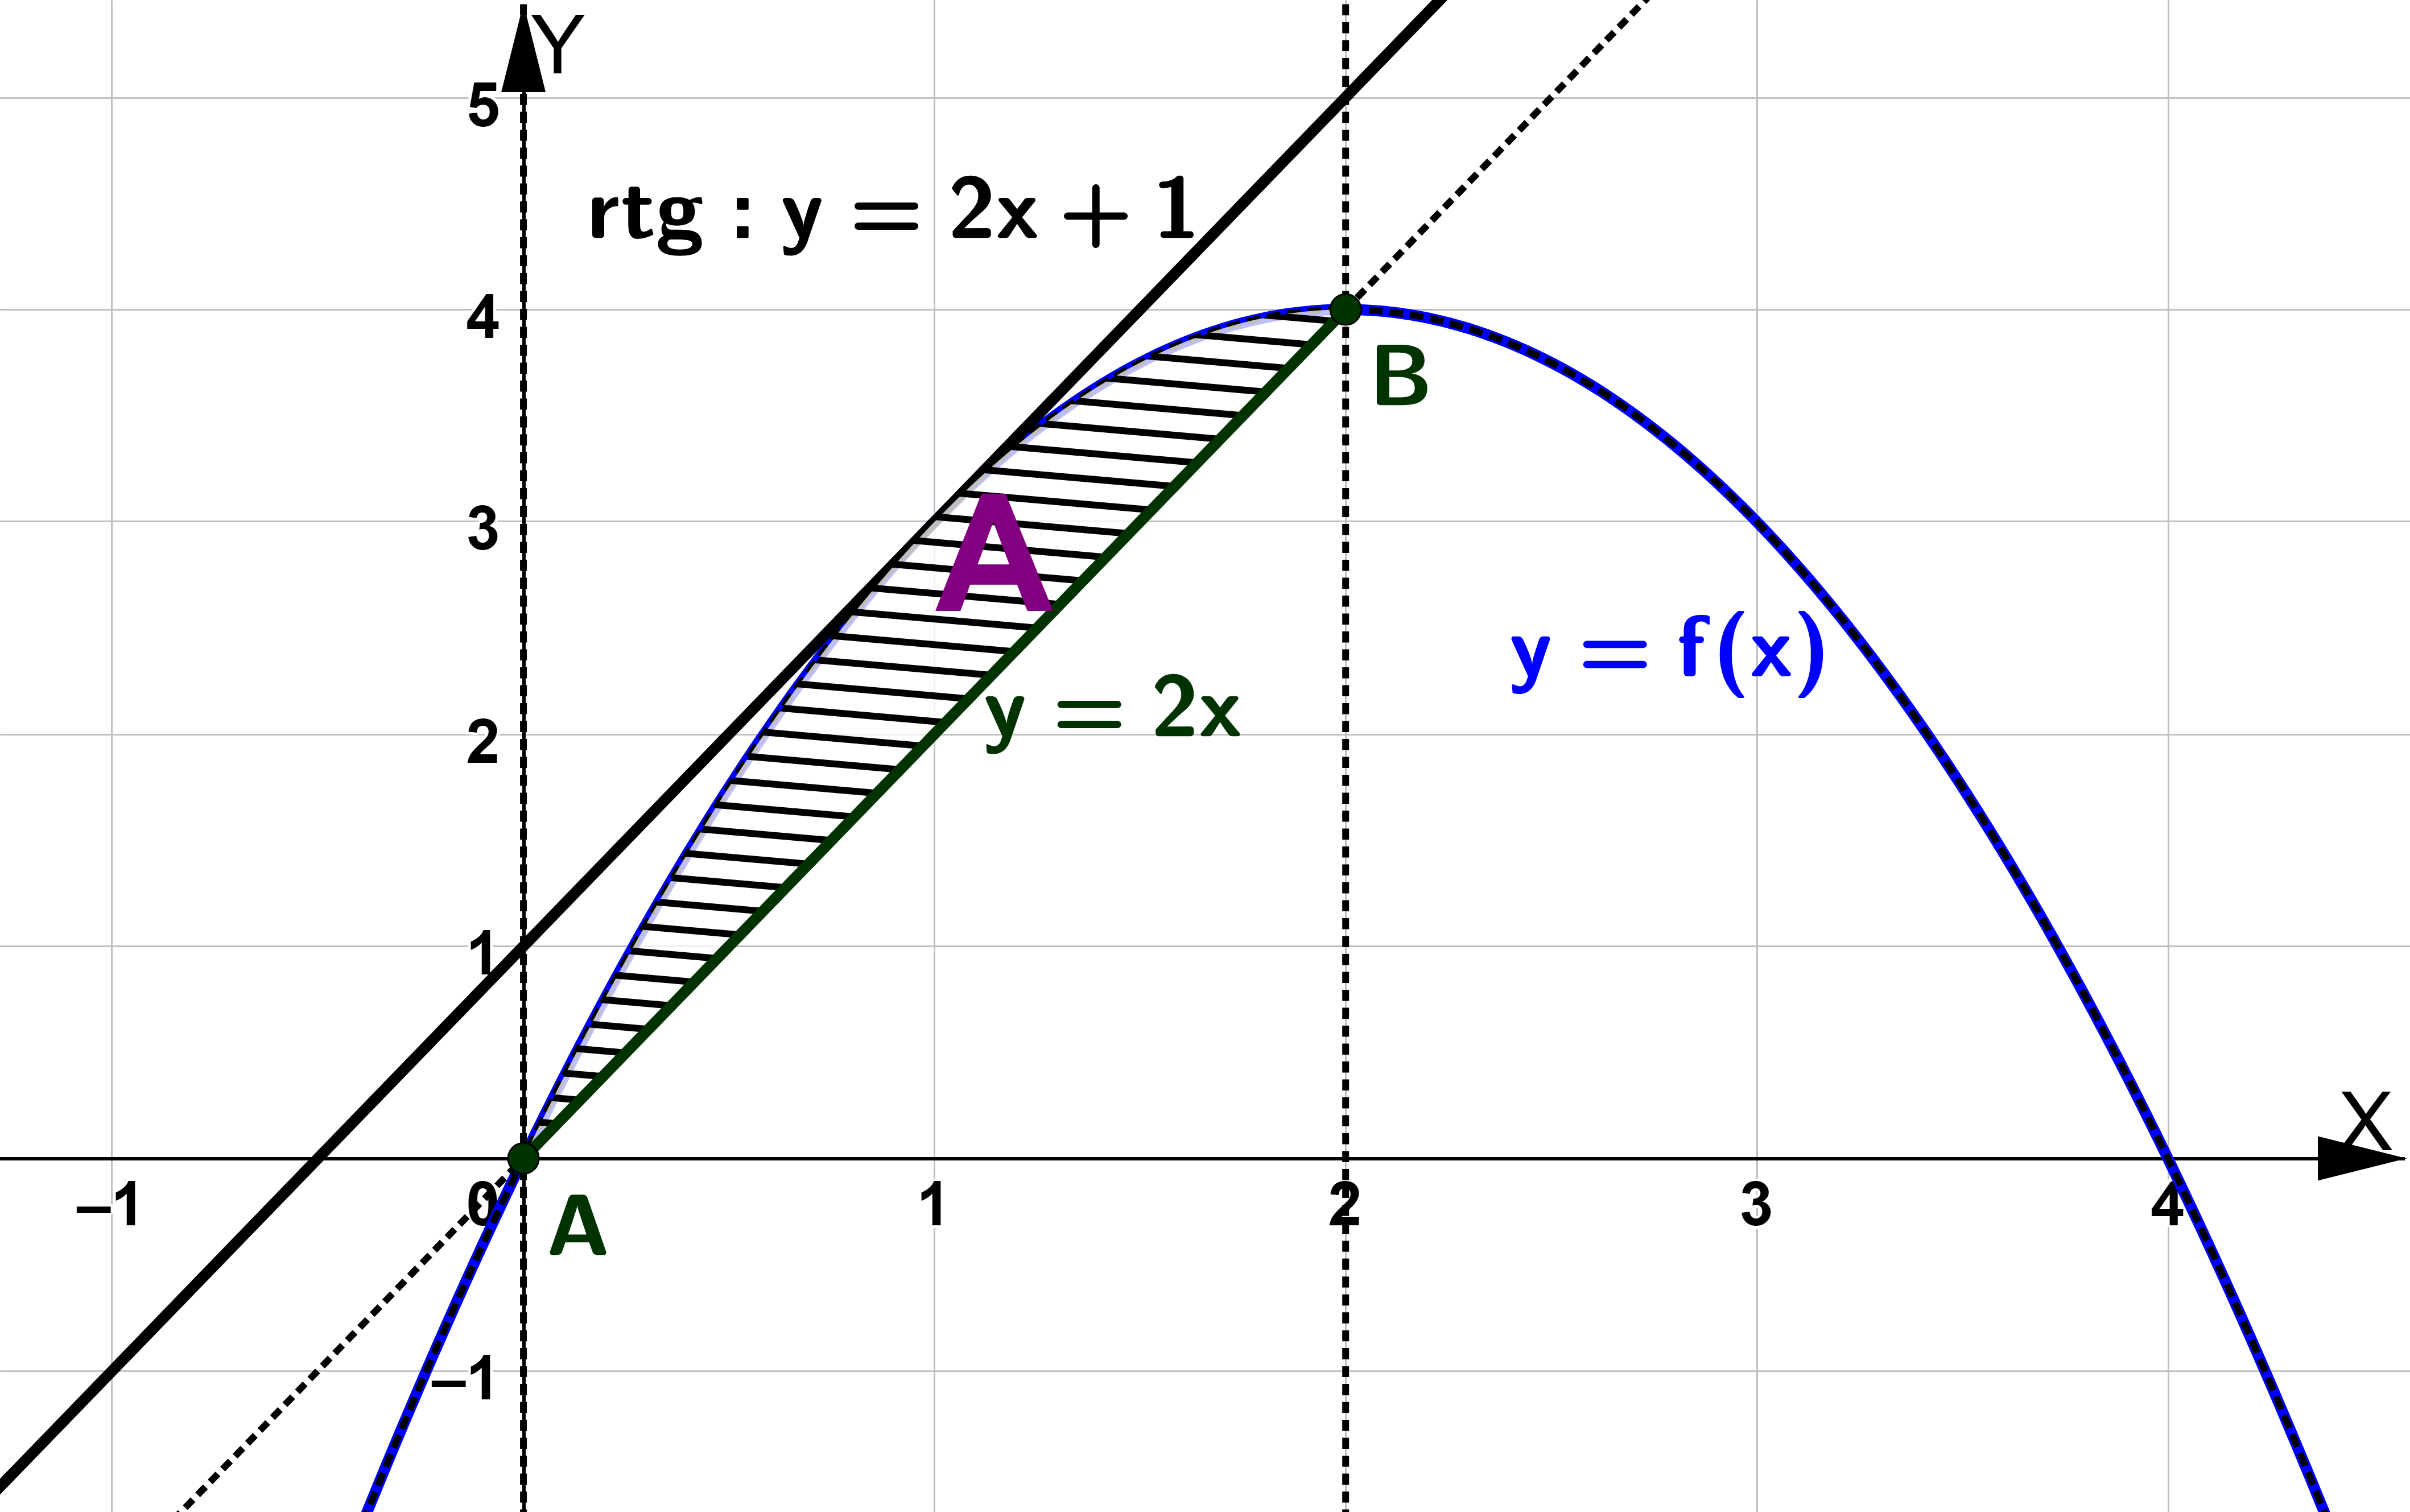 Y
5
rtg : y = 2x + 1
4
B
3
A
y = f(x)
y = 2x
2
1
X
−1 0 1 2 3 4
A
−1